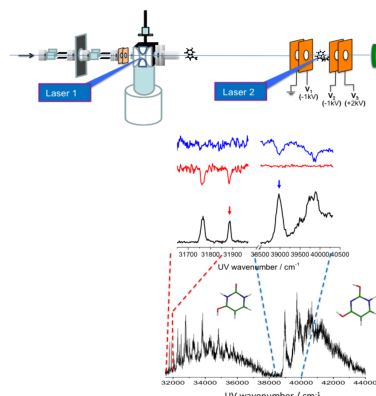 Laser 1
Laser 2
V₁
(-1kV)
V₂
(-1kV)
V₃
(+2kV)
31700 31800 31900 38500 39000 39500 40000 40500
UV wavenumber / cm⁻¹
32000 34000 36000 38000 40000 42000 44000
UV wavenumber / cm⁻¹